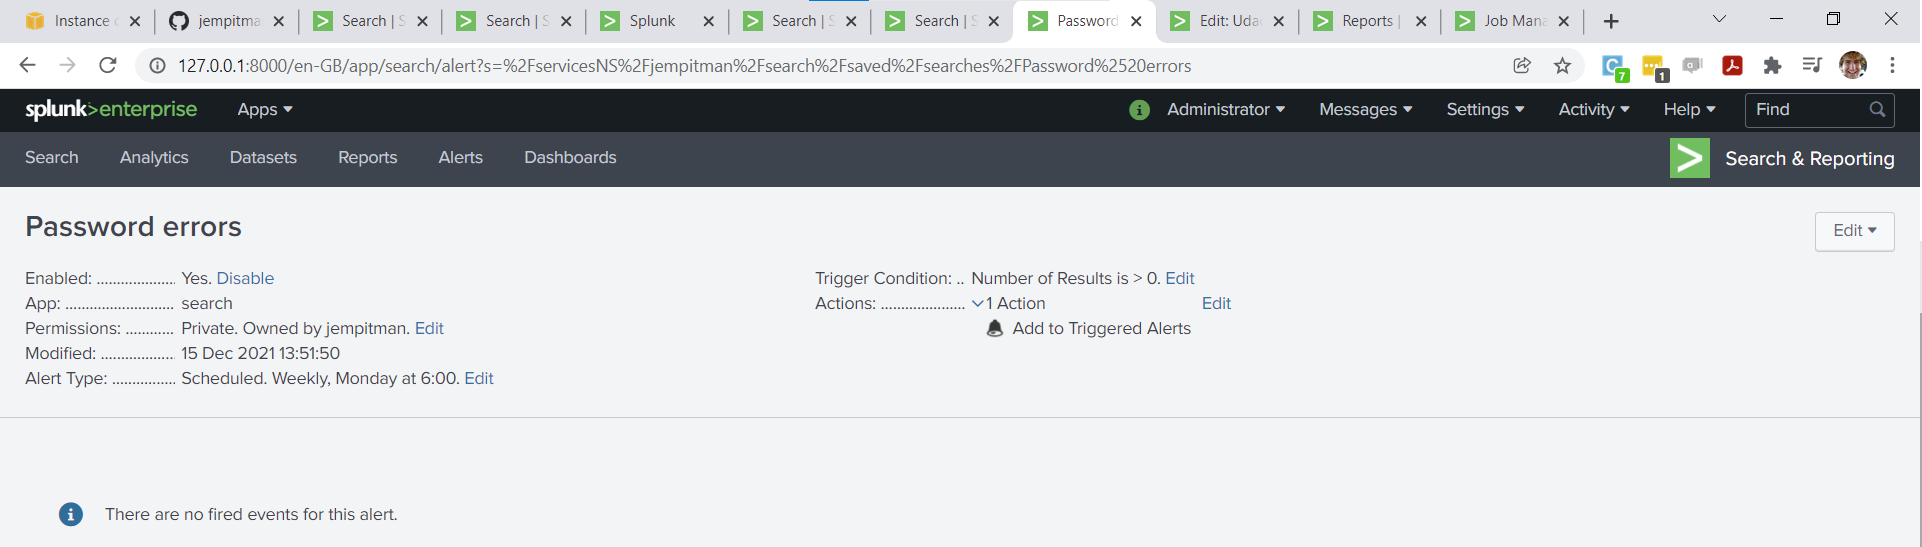 Instance jempitma Search | S Search | S Splunk Search | S Search | S Password Edit: Uda Reports | Job Mana
127.0.0.1:8000/en-GB/app/search/alert?s=%2FservicesNS%2Fjempitman%2Fsearch%2Fsaved%2Fsearches%2FPassword%2520errors 7 1
splunk>enterprise Apps Administrator Messages Settings Activity Help Find
Search Analytics Datasets Reports Alerts Dashboards Search & Reporting
Password errors Edit
Enabled: ................... Yes. Disable Trigger Condition: .. Number of Results is > 0. Edit
App: .......................... search Actions: .................... 1 Action Edit
Permissions: ............ Private. Owned by jempitman. Edit Add to Triggered Alerts
Modified: .................. 15 Dec 2021 13:51:50
Alert Type: ................ Scheduled. Weekly, Monday at 6:00. Edit
There are no fired events for this alert.